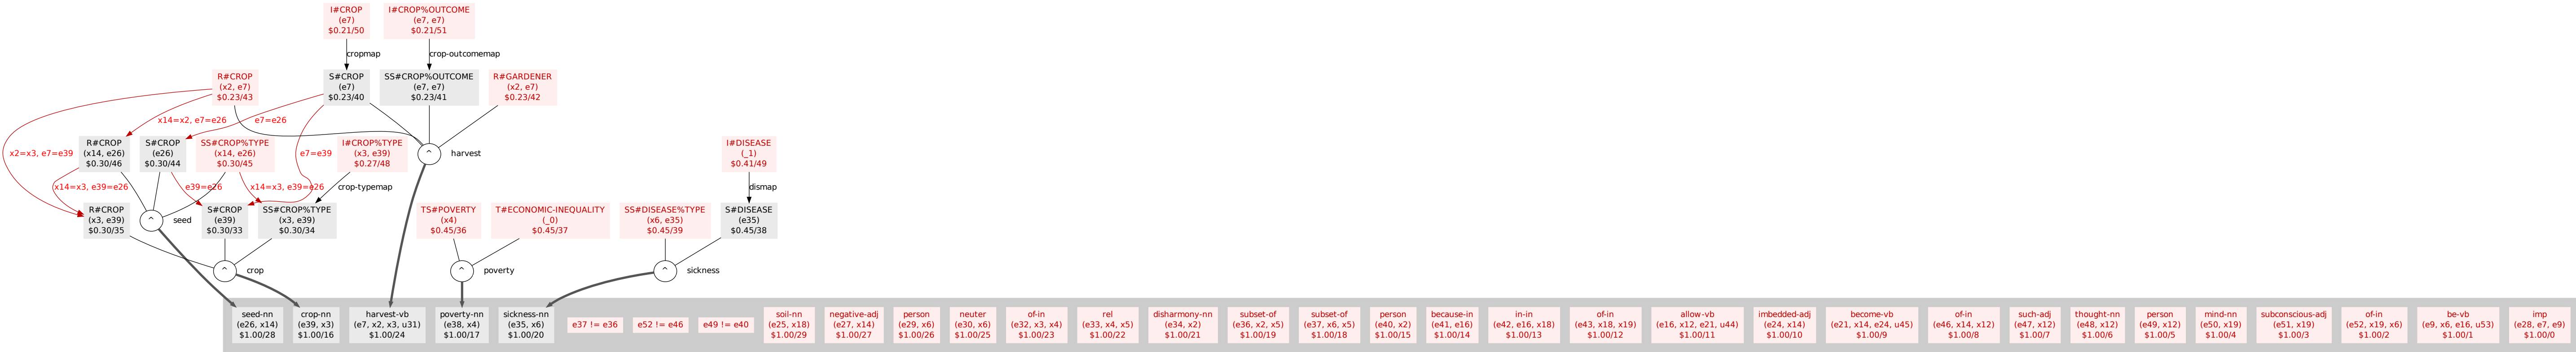 I#CROP
(e7)
$0.21/50
I#CROP%OUTCOME
(e7, e7)
$0.21/51
cropmap
crop-outcomemap
R#CROP
(x2, e7)
$0.23/43
S#CROP
(e7)
$0.23/40
SS#CROP%OUTCOME
(e7, e7)
$0.23/41
R#GARDENER
(x2, e7)
$0.23/42
x14=x2, e7=e26
e7=e26
x2=x3, e7=e39
R#CROP
(x14, e26)
$0.30/46
S#CROP
(e26)
$0.30/44
SS#CROP%TYPE
(x14, e26)
$0.30/45
e7=e39
I#CROP%TYPE
(x3, e39)
$0.27/48
^
harvest
I#DISEASE
(_1)
$0.41/49
x14=x3, e39=e26
e39=e26
x14=x3, e39=e26
crop-typemap
dismap
R#CROP
(x3, e39)
$0.30/35
^
seed
S#CROP
(e39)
$0.30/33
SS#CROP%TYPE
(x3, e39)
$0.30/34
TS#POVERTY
(x4)
$0.45/36
T#ECONOMIC-INEQUALITY
(_0)
$0.45/37
SS#DISEASE%TYPE
(x6, e35)
$0.45/39
S#DISEASE
(e35)
$0.45/38
^
crop
^
poverty
^
sickness
seed-nn
(e26, x14)
$1.00/28
crop-nn
(e39, x3)
$1.00/16
harvest-vb
(e7, x2, x3, u31)
$1.00/24
poverty-nn
(e38, x4)
$1.00/17
sickness-nn
(e35, x6)
$1.00/20
e37 != e36
e52 != e46
e49 != e40
soil-nn
(e25, x18)
$1.00/29
negative-adj
(e27, x14)
$1.00/27
person
(e29, x6)
$1.00/26
neuter
(e30, x6)
$1.00/25
of-in
(e32, x3, x4)
$1.00/23
rel
(e33, x4, x5)
$1.00/22
disharmony-nn
(e34, x2)
$1.00/21
subset-of
(e36, x2, x5)
$1.00/19
subset-of
(e37, x6, x5)
$1.00/18
person
(e40, x2)
$1.00/15
because-in
(e41, e16)
$1.00/14
in-in
(e42, e16, x18)
$1.00/13
of-in
(e43, x18, x19)
$1.00/12
allow-vb
(e16, x12, e21, u44)
$1.00/11
imbedded-adj
(e24, x14)
$1.00/10
become-vb
(e21, x14, e24, u45)
$1.00/9
of-in
(e46, x14, x12)
$1.00/8
such-adj
(e47, x12)
$1.00/7
thought-nn
(e48, x12)
$1.00/6
person
(e49, x12)
$1.00/5
mind-nn
(e50, x19)
$1.00/4
subconscious-adj
(e51, x19)
$1.00/3
of-in
(e52, x19, x6)
$1.00/2
be-vb
(e9, x6, e16, u53)
$1.00/1
imp
(e28, e7, e9)
$1.00/0